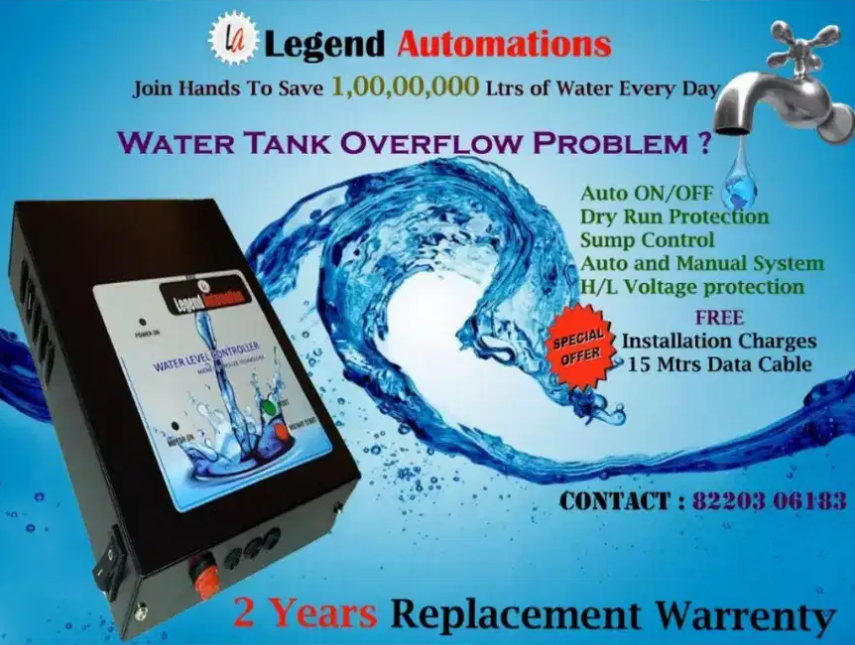 la Legend Automations
Join Hands To Save 1,00,00,000 Ltrs of Water Every Day
WATER TANK OVERFLOW PROBLEM ?
Auto ON/OFF
Dry Run Protection
Sump Control
Auto and Manual System
H/L Voltage protection
FREE
SPECIAL OFFER
Installation Charges
15 Mtrs Data Cable
la
Legend Automation
POWER ON
WATER LEVEL CONTROLLER
MOTOR ON
CONTACT : 82203 06183
2 Years Replacement Warrenty